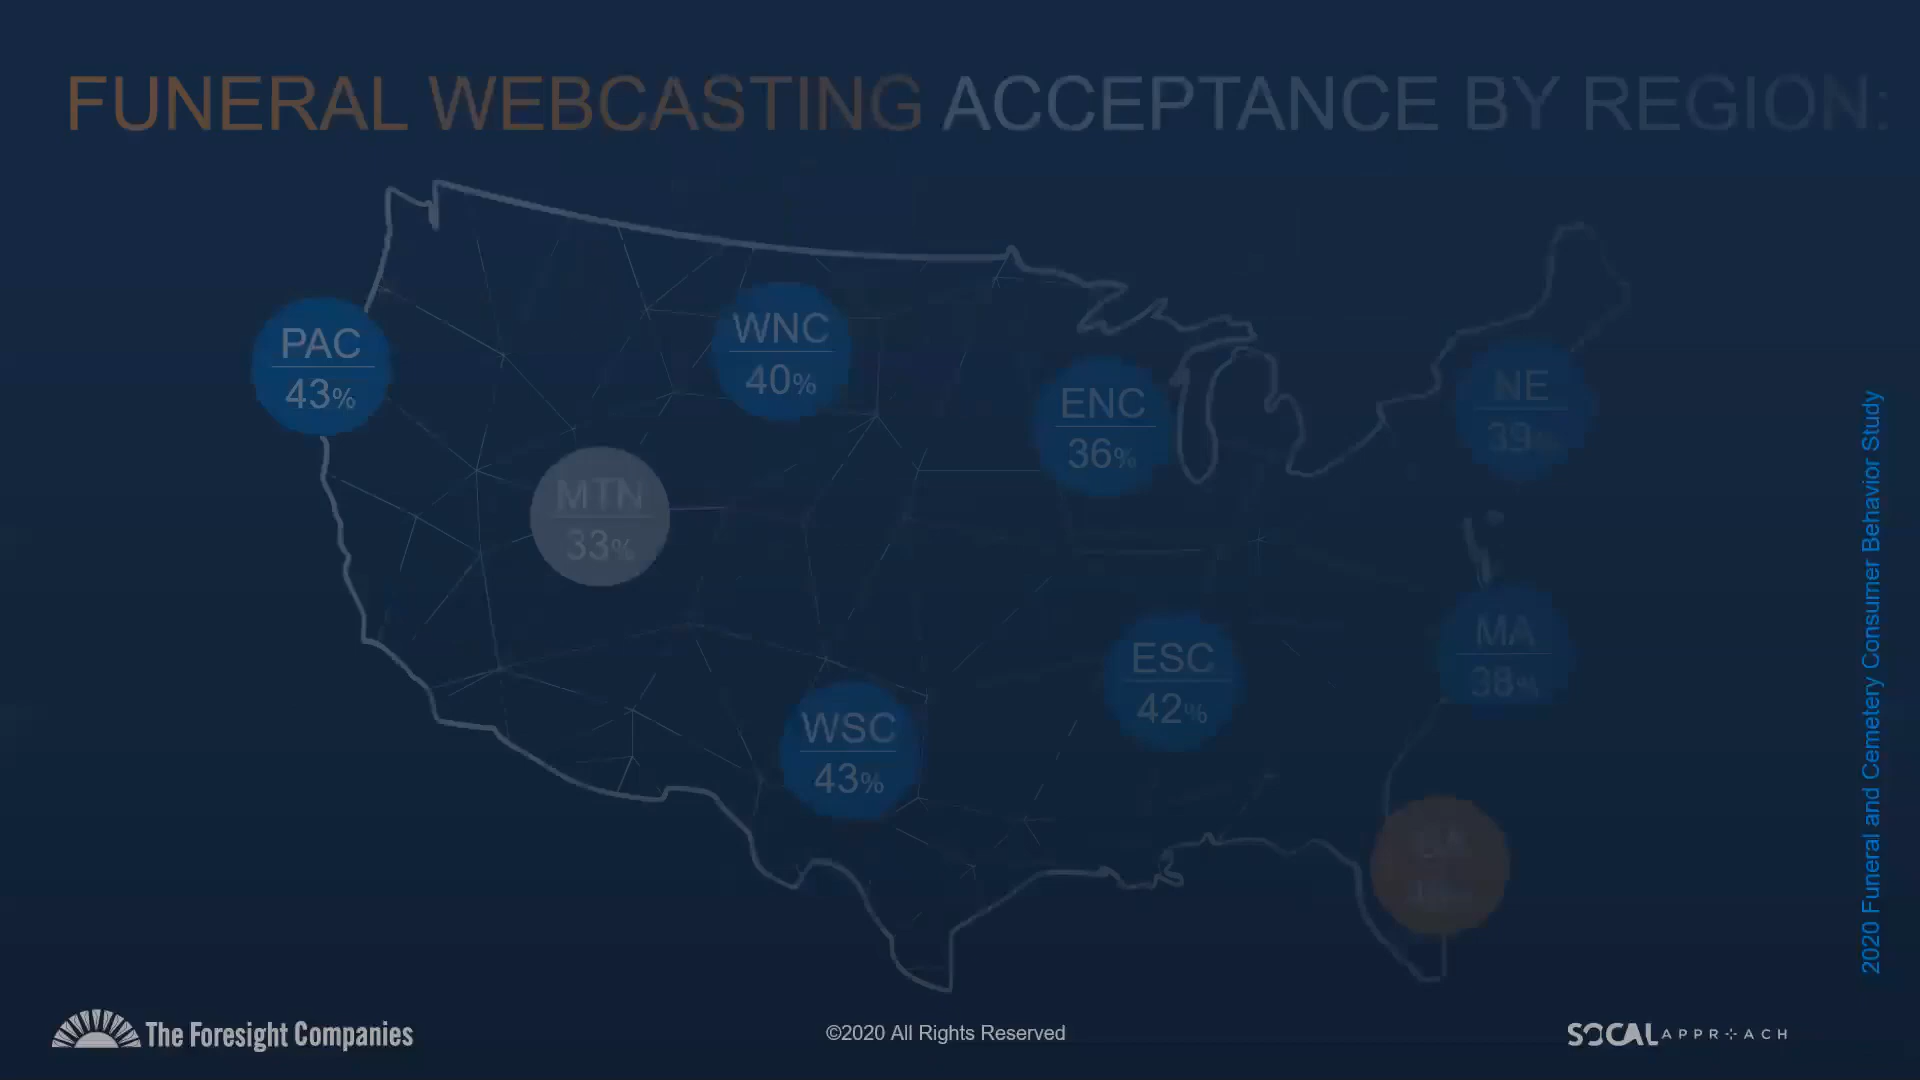 FUNERAL WEBCASTING ACCEPTANCE BY REGION:
PAC
43%
WNC
40%
ENC
36%
NE
39%
MTN
33%
ESC
42%
MA
38%
WSC
43%
2020 Funeral and Cemetery Consumer Behavior Study
The Foresight Companies
©2020 All Rights Reserved
SOCAL APPROACH